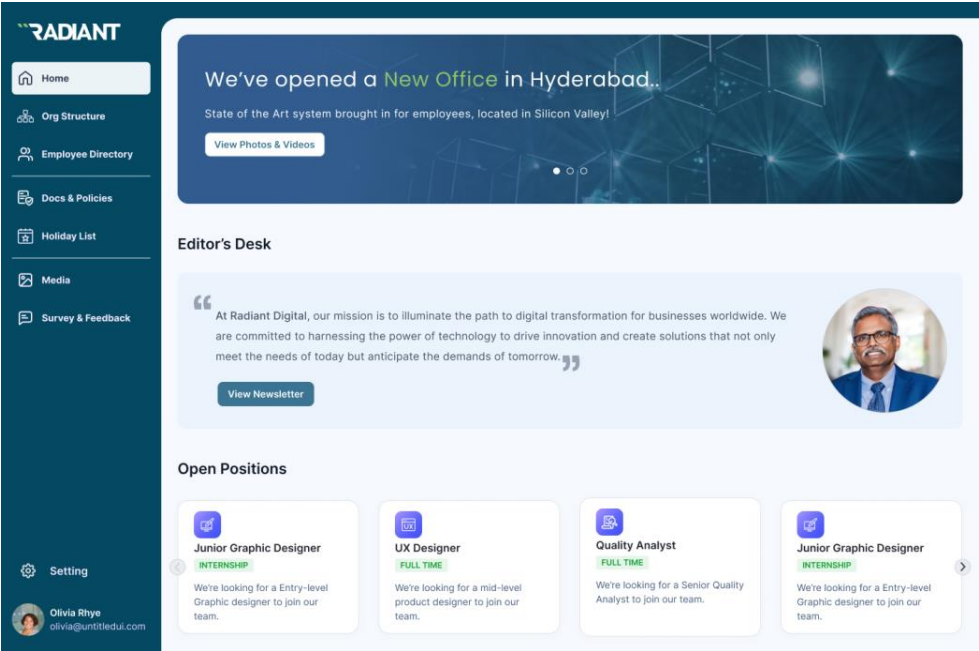 RADIANT
Home
Org Structure
Employee Directory
Docs & Policies
Holiday List
Media
Survey & Feedback
Setting
Olivia Rhye
olivia@untitledui.com
We've opened a New Office in Hyderabad..
State of the Art system brought in for employees, located in Silicon Valley!
View Photos & Videos
Editor's Desk
“ At Radiant Digital, our mission is to illuminate the path to digital transformation for businesses worldwide. We
are committed to harnessing the power of technology to drive innovation and create solutions that not only
meet the needs of today but anticipate the demands of tomorrow. ”
View Newsletter
Open Positions
Junior Graphic Designer
INTERNSHIP
We're looking for a Entry-level
Graphic designer to join our
team.
UX
UX Designer
FULL TIME
We're looking for a mid-level
product designer to join our
team.
Quality Analyst
FULL TIME
We're looking for a Senior Quality
Analyst to join our team.
Junior Graphic Designer
INTERNSHIP
We're looking for a Entry-level
Graphic designer to join our
team.